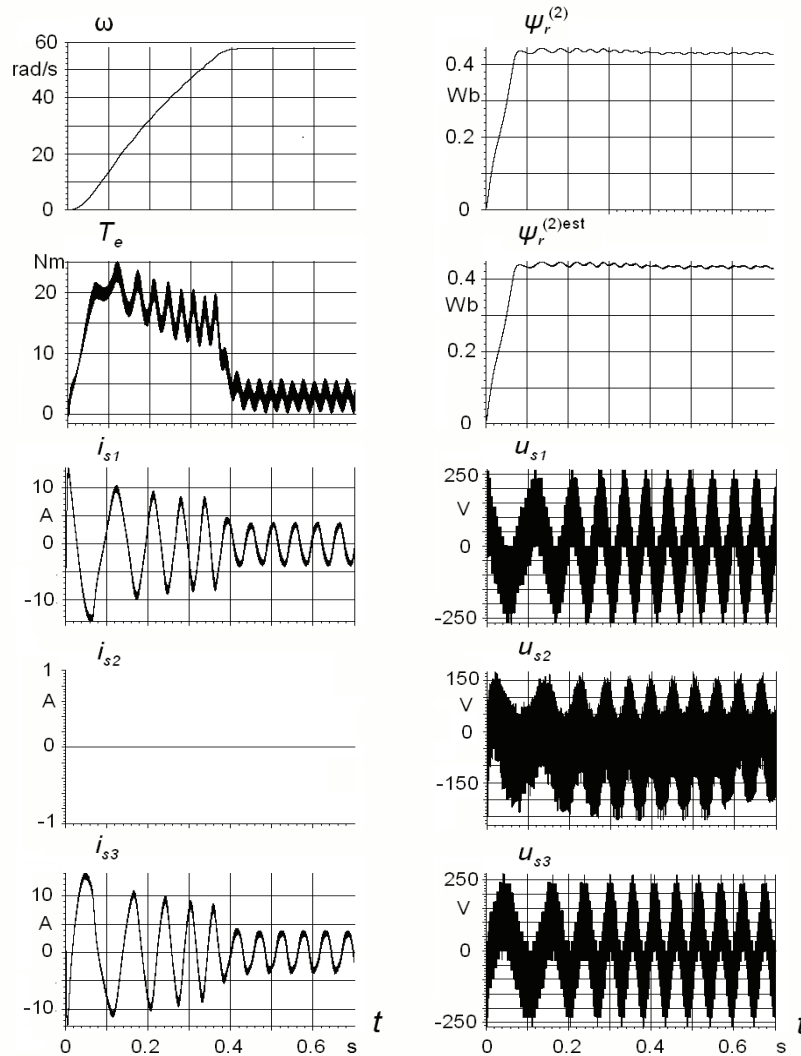 ω
60
rad/s
40
20
0
T_e
Nm
20
10
0
i_s1
10
A
0
-10
i_s2
1
A
0
-1
i_s3
10
A
0
-10
0 0.2 0.4 0.6 s t
ψ_r^(2)
0.4
Wb
0.2
0
ψ_r^(2)est
0.4
Wb
0.2
0
u_s1
250
V
0
-250
u_s2
150
V
0
-150
u_s3
250
V
0
-250
0 0.2 0.4 0.6 s t